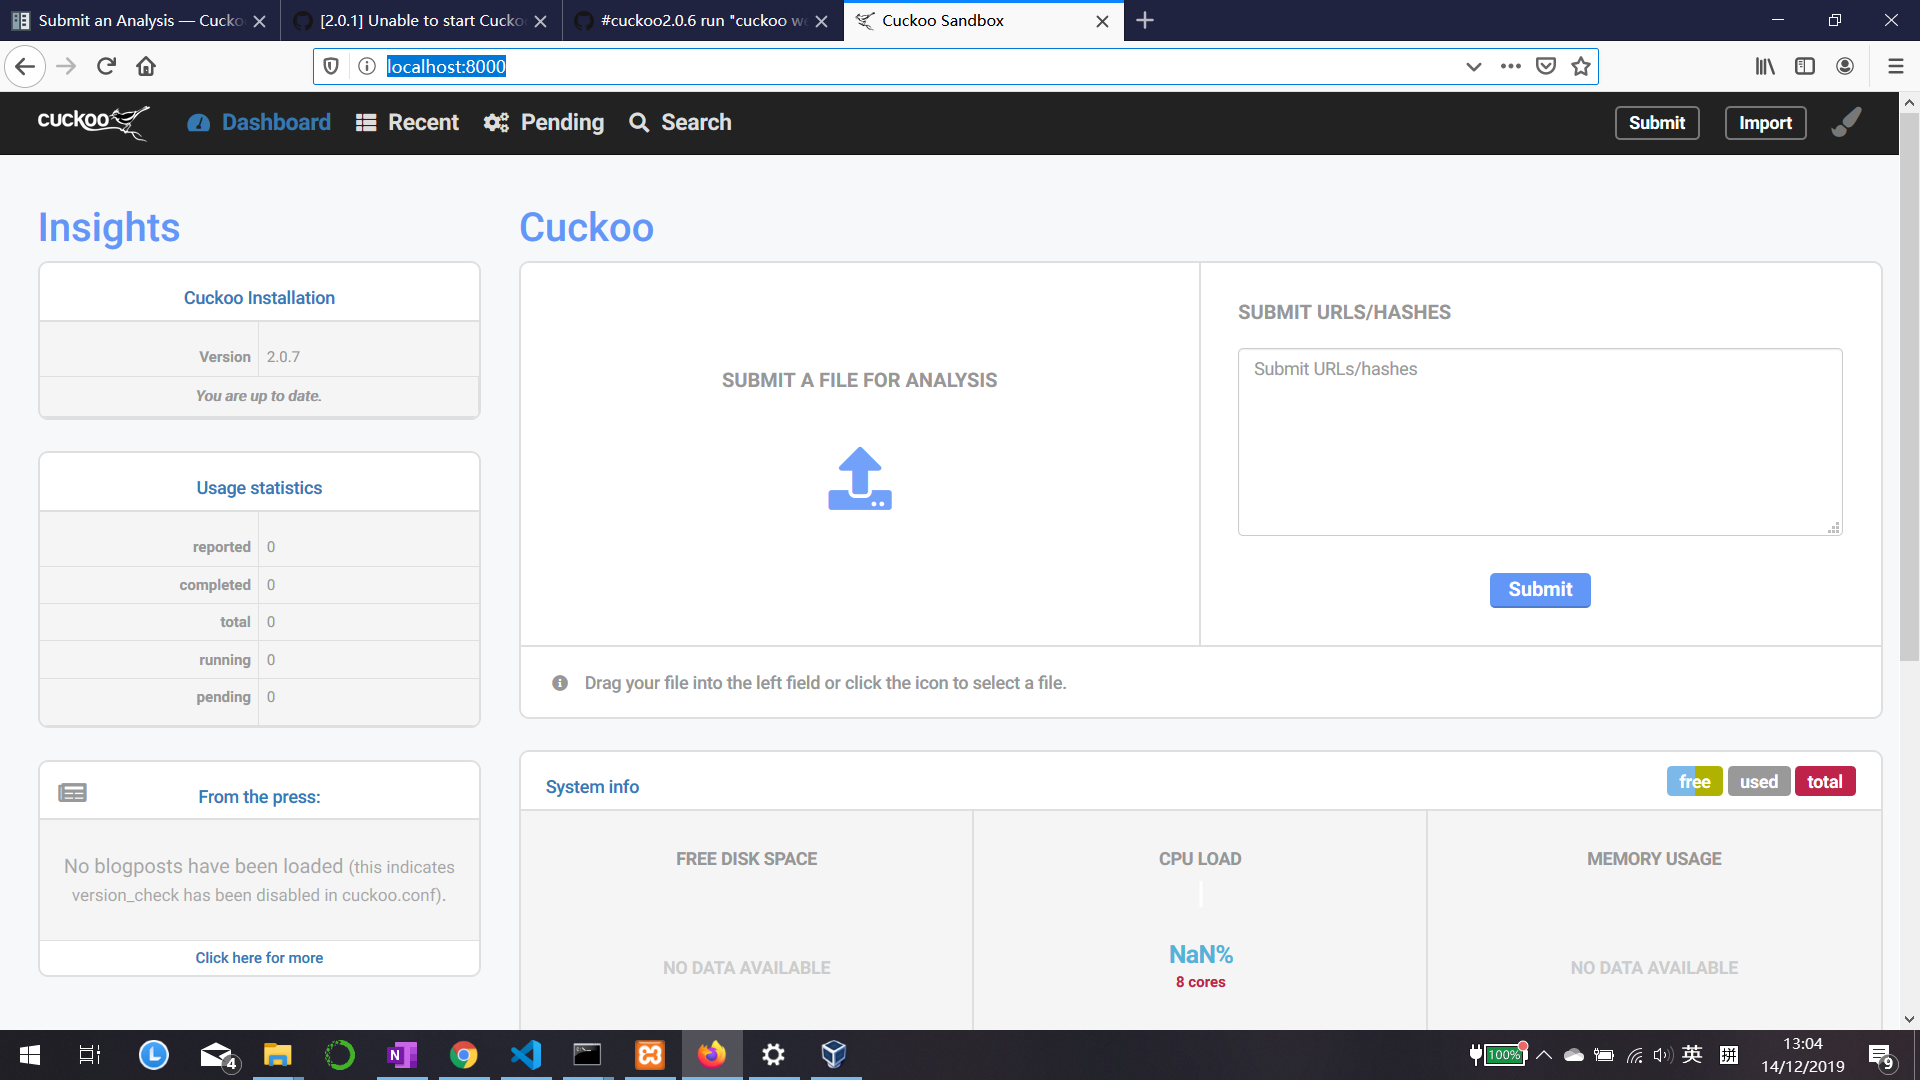 Submit an Analysis — Cucko
[2.0.1] Unable to start Cucko
#cuckoo2.0.6 run "cuckoo we
Cuckoo Sandbox
localhost:8000
cuckoo
Dashboard
Recent
Pending
Search
Submit
Import
Insights
Cuckoo Installation
Version 2.0.7
You are up to date.
Usage statistics
reported 0
completed 0
total 0
running 0
pending 0
From the press:
No blogposts have been loaded (this indicates
version_check has been disabled in cuckoo.conf).
Click here for more
Cuckoo
SUBMIT A FILE FOR ANALYSIS
SUBMIT URLS/HASHES
Submit URLs/hashes
Submit
Drag your file into the left field or click the icon to select a file.
System info
free
used
total
FREE DISK SPACE
NO DATA AVAILABLE
CPU LOAD
NaN%
8 cores
MEMORY USAGE
NO DATA AVAILABLE
4
100%
英
拼
13:04
14/12/2019
9